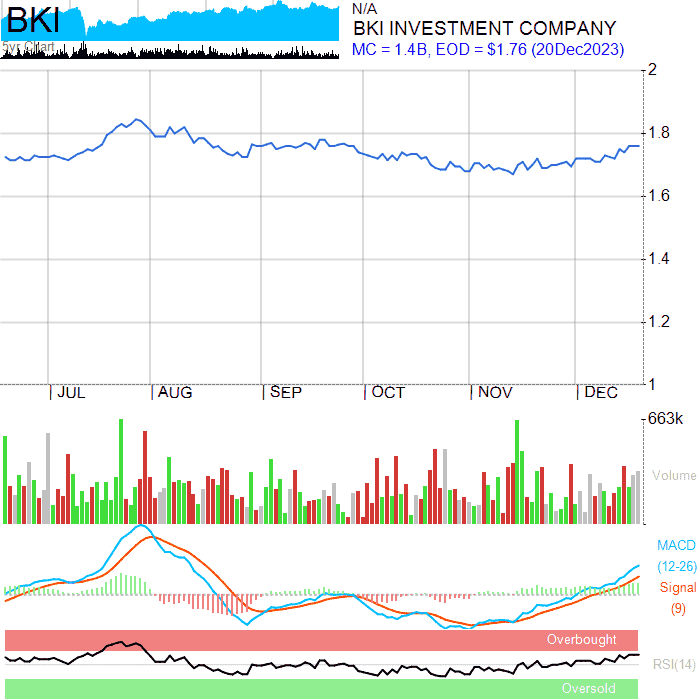 BKI
5yr Chart
N/A
BKI INVESTMENT COMPANY
MC = 1.4B, EOD = $1.76 (20Dec2023)
2
1.8
1.6
1.4
1.2
1
JUL AUG SEP OCT NOV DEC
663k
Volume
MACD
(12-26)
Signal
(9)
Overbought
RSI(14)
Oversold